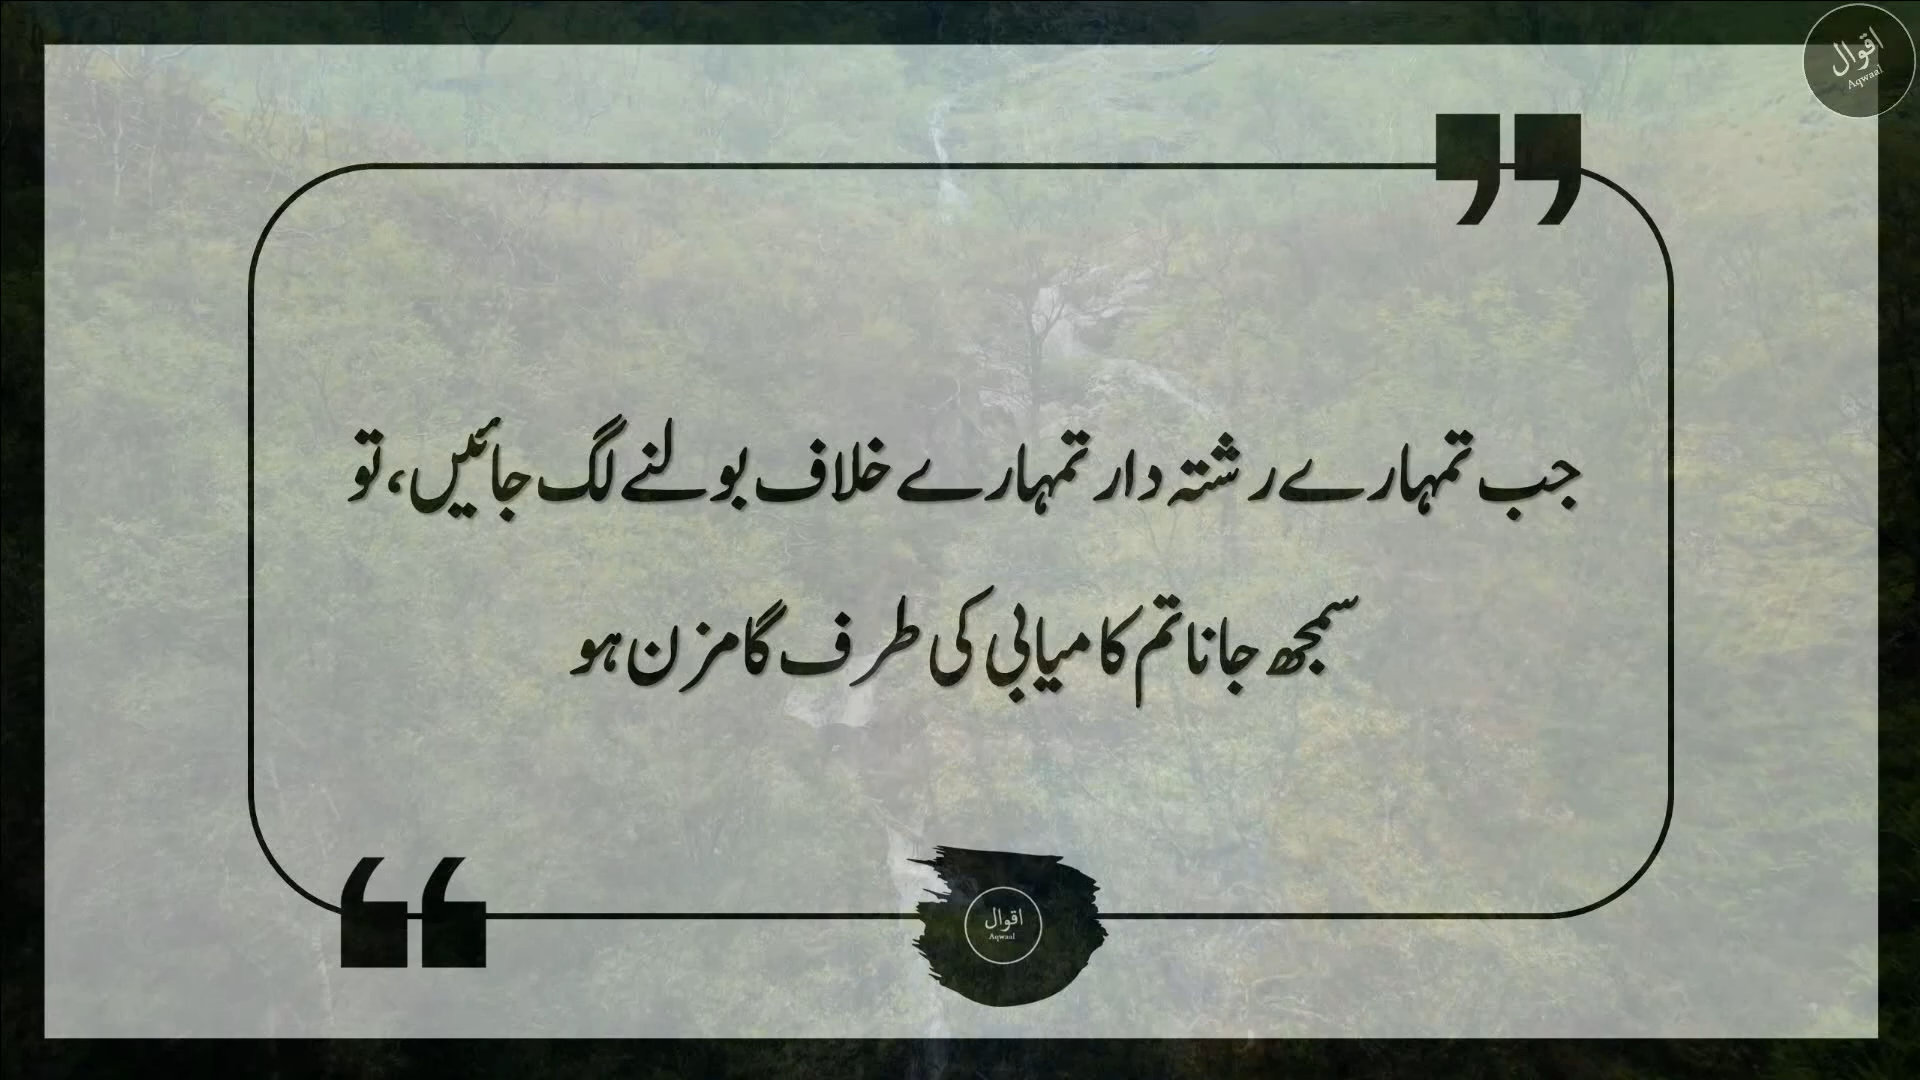 اقوال
Aqwaal
جب تمہارے رشتہ دار تمہارے خلاف بولنے لگ جائیں، تو
سمجھ جانا تم کامیابی کی طرف گامزن ہو
اقوال
Aqwaal